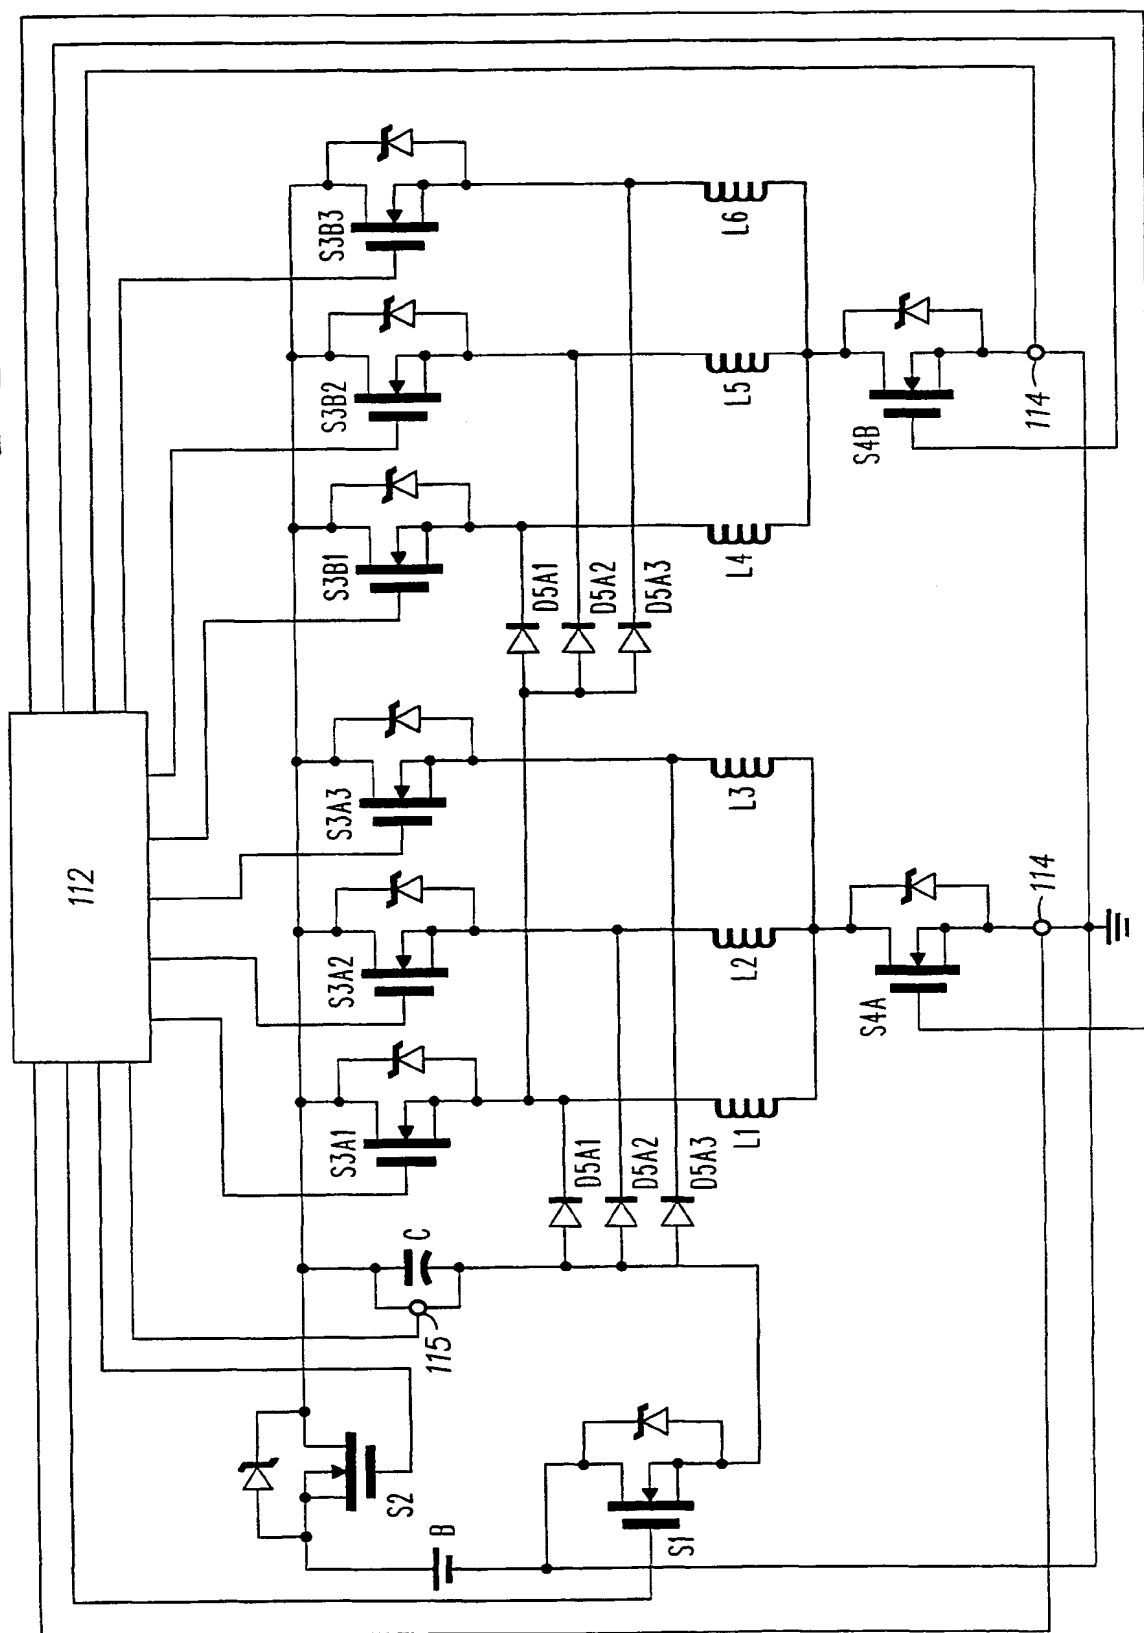 112
S3B3
S3B2
S3B1
S3A3
S3A2
S3A1
L6
L5
L4
D5A1
D5A2
D5A3
S4B
114
L3
L2
L1
D5A1
D5A2
D5A3
S4A
114
C
115
S2
B
S1